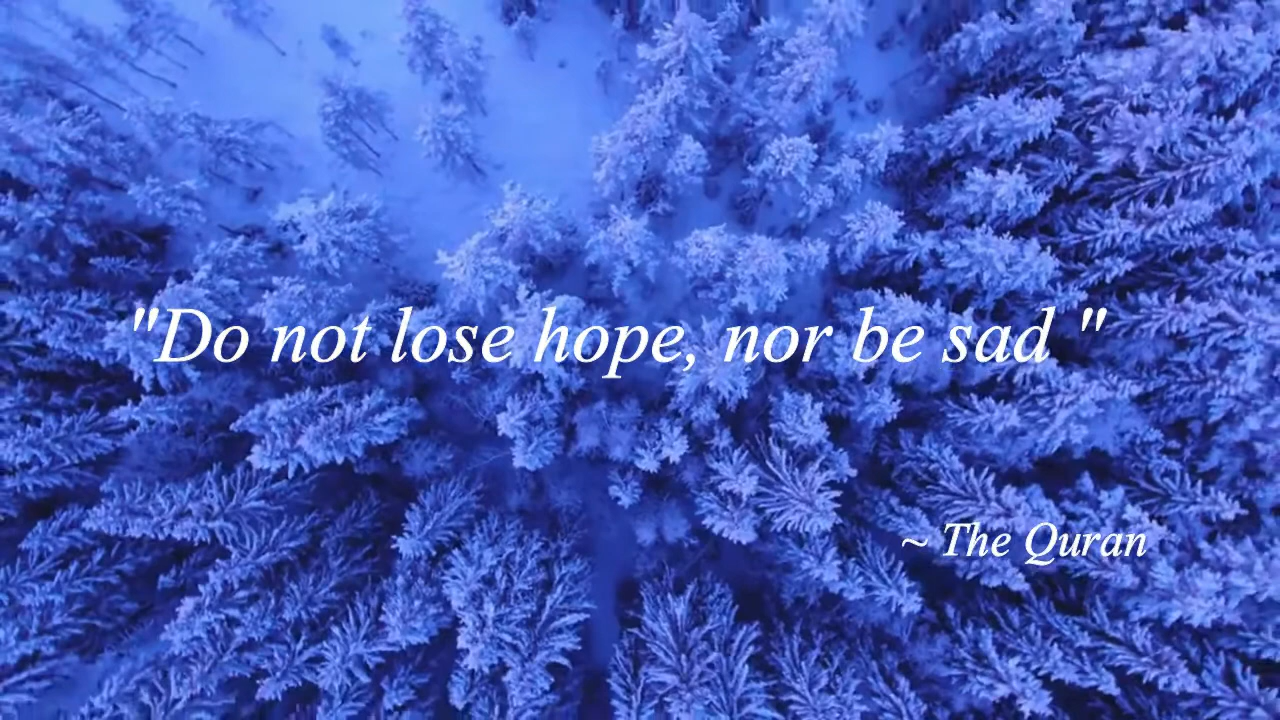 "Do not lose hope, nor be sad "
~ The Quran